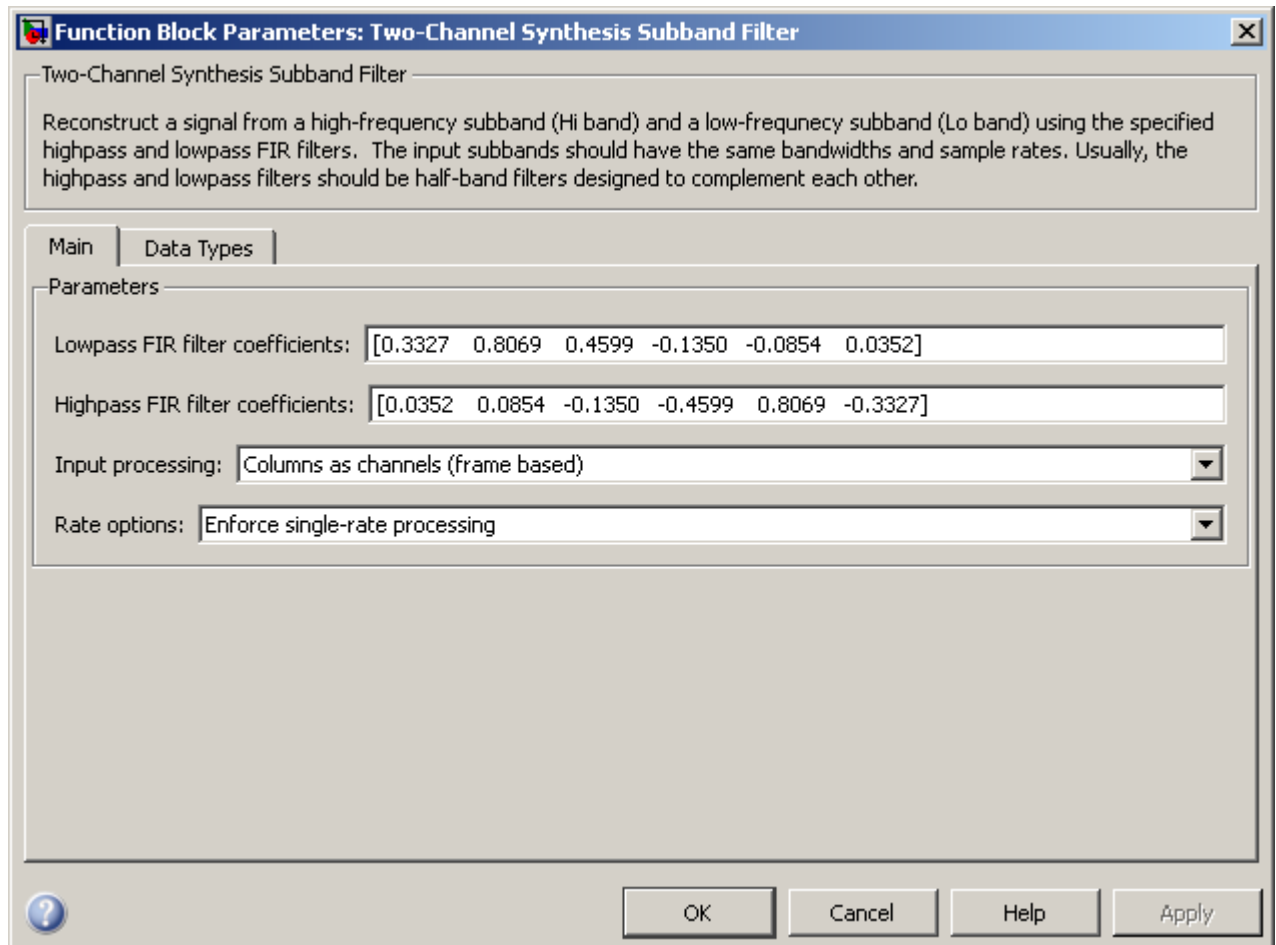 Function Block Parameters: Two-Channel Synthesis Subband Filter
Two-Channel Synthesis Subband Filter
Reconstruct a signal from a high-frequency subband (Hi band) and a low-frequnecy subband (Lo band) using the specified
highpass and lowpass FIR filters. The input subbands should have the same bandwidths and sample rates. Usually, the
highpass and lowpass filters should be half-band filters designed to complement each other.
Main Data Types
Parameters
Lowpass FIR filter coefficients: [0.3327 0.8069 0.4599 -0.1350 -0.0854 0.0352]
Highpass FIR filter coefficients: [0.0352 0.0854 -0.1350 -0.4599 0.8069 -0.3327]
Input processing: Columns as channels (frame based)
Rate options: Enforce single-rate processing
OK Cancel Help Apply